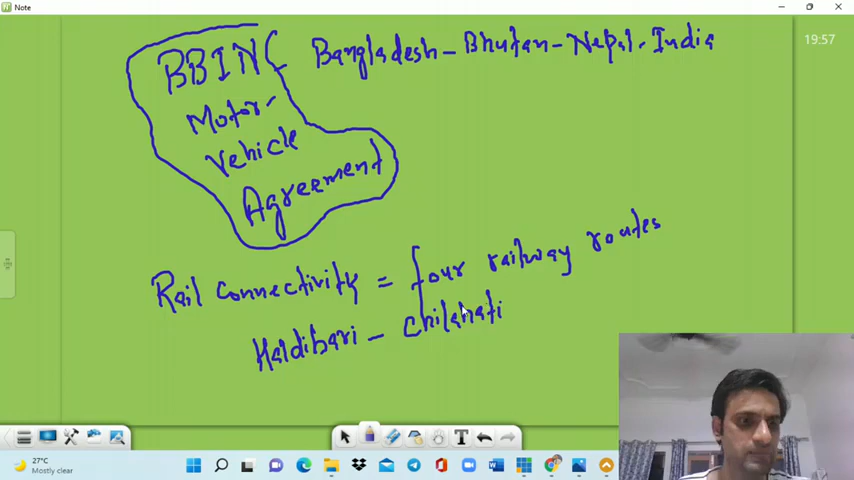 Note
19:57
BBIN ( Bangladesh - Bhutan - Nepal - India
Motor-
Vehicle
Agreement
Rail connectivity = four railway routes
Haldibari - Chilahati
27°C
Mostly clear